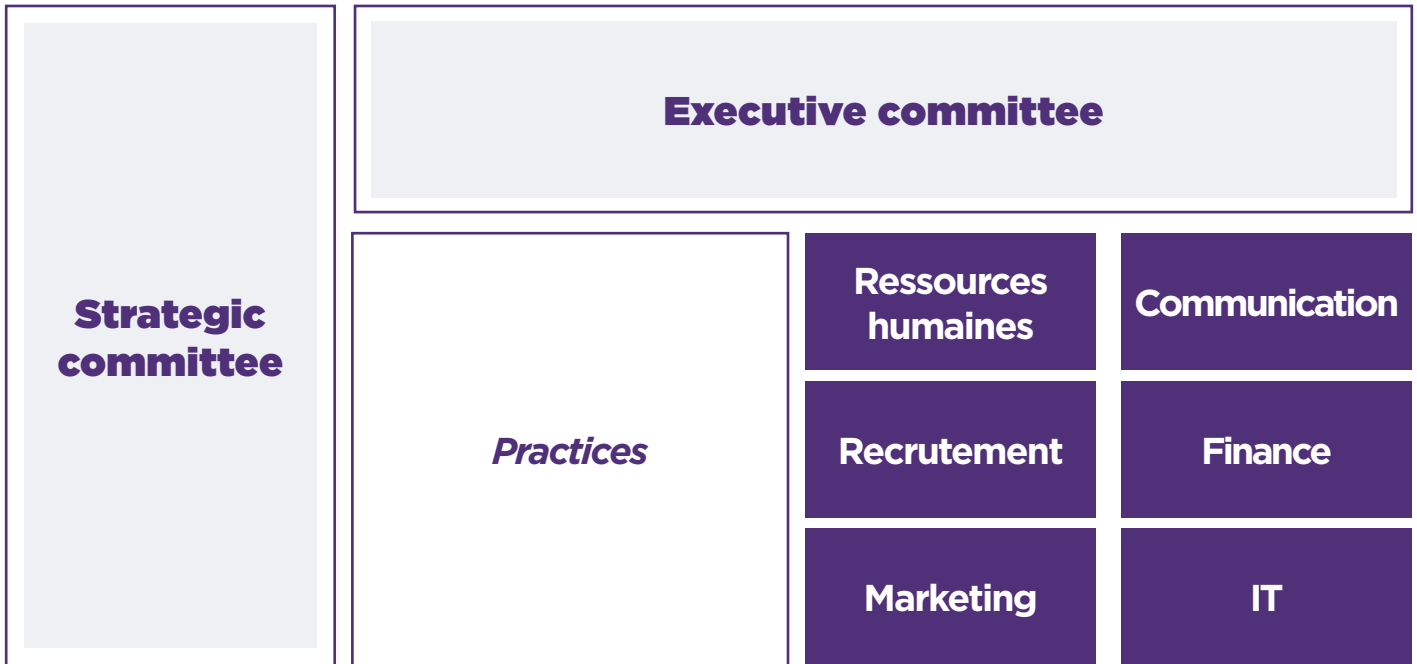 Executive committee
Strategic
committee
Practices
Ressources
humaines
Communication
Recrutement
Finance
Marketing
IT